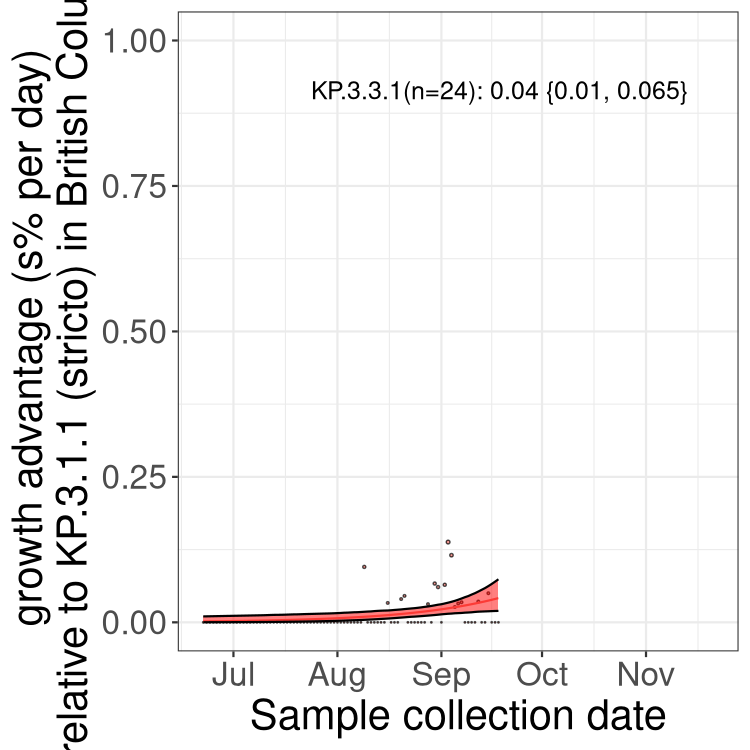 growth advantage (s% per day)
relative to KP.3.1.1 (stricto) in British Colu
1.00
0.75
0.50
0.25
0.00
KP.3.3.1(n=24): 0.04 {0.01, 0.065}
Jul Aug Sep Oct Nov
Sample collection date